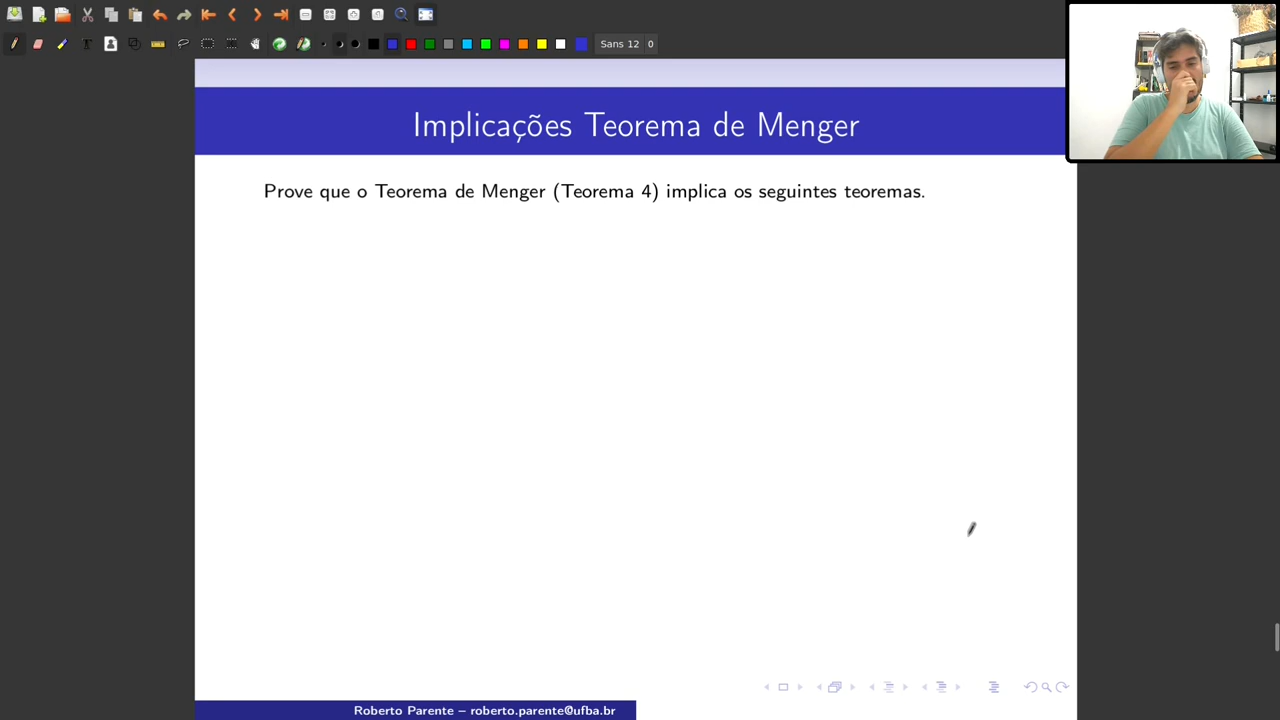 Sans 12 0
Implicações Teorema de Menger
Prove que o Teorema de Menger (Teorema 4) implica os seguintes teoremas.
Roberto Parente – roberto.parente@ufba.br